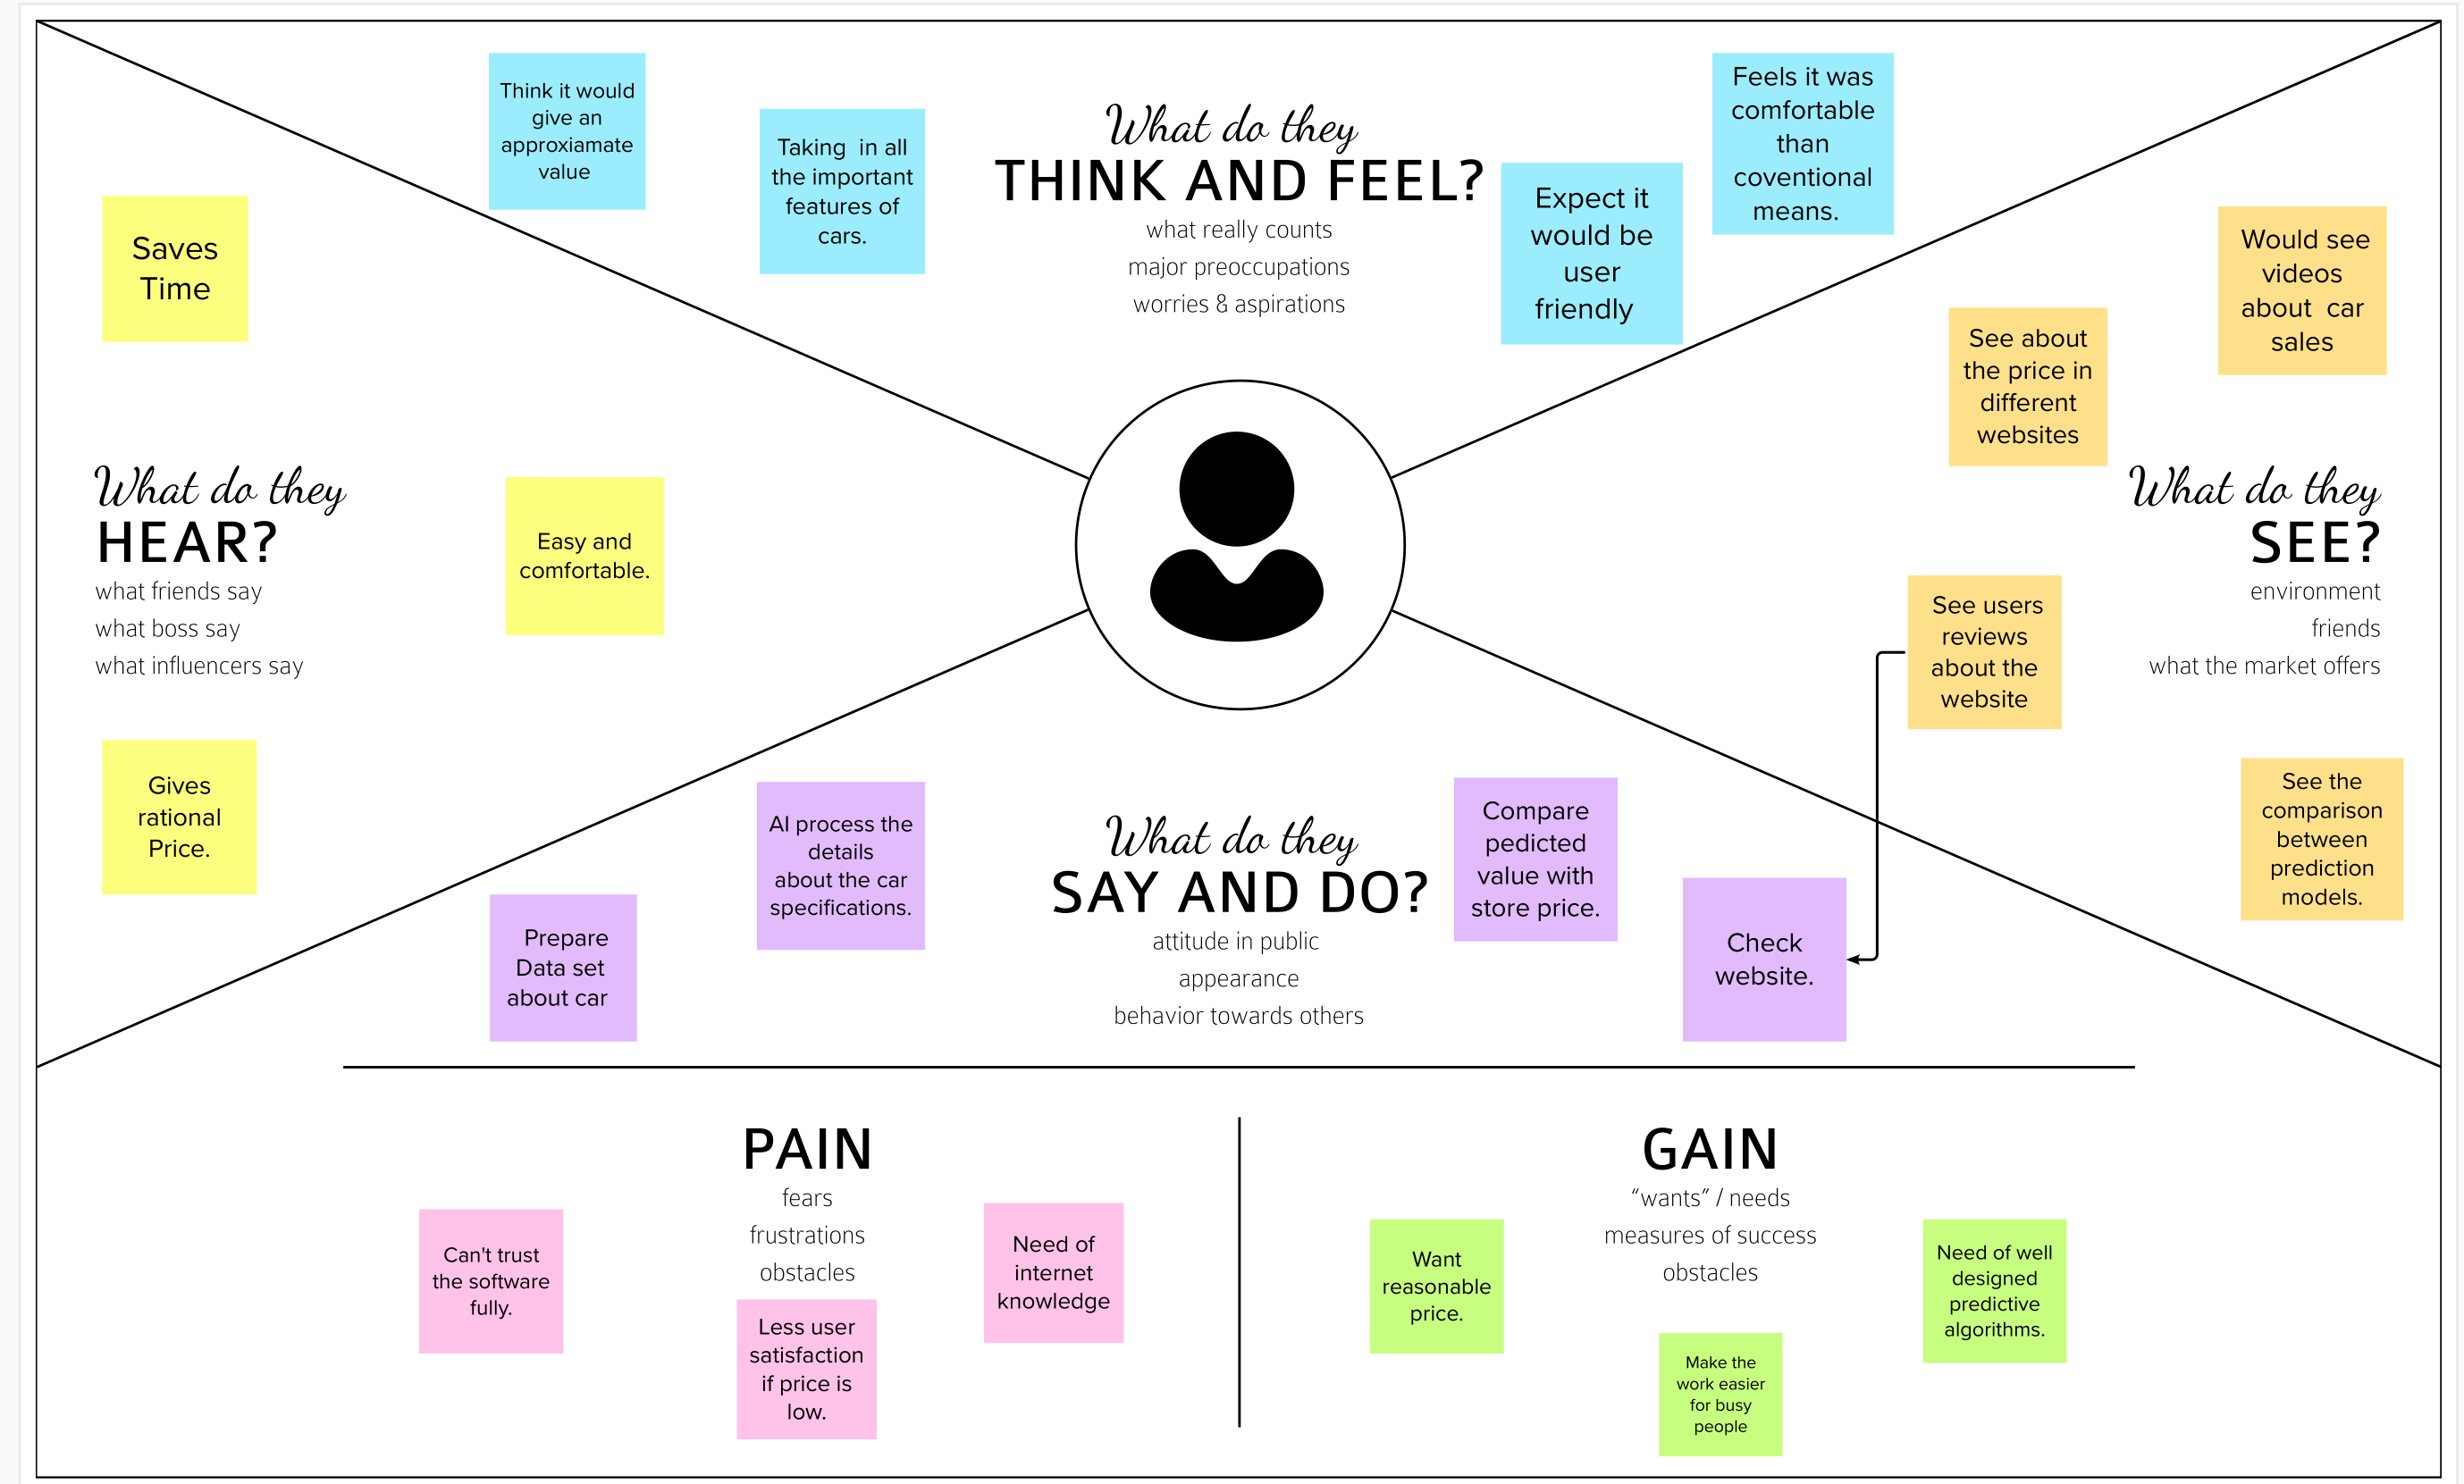 Think it would
give an
approxiamate
value
Taking in all
the important
features of
cars.
What do they
THINK AND FEEL?
what really counts
major preoccupations
worries & aspirations
Expect it
would be
user
friendly
Feels it was
comfortable
than
coventional
means.
Saves
Time
What do they
HEAR?
what friends say
what boss say
what influencers say
Easy and
comfortable.
Gives
rational
Price.
Would see
videos
about car
sales
See about
the price in
different
websites
What do they
SEE?
environment
friends
what the market offers
See users
reviews
about the
website
See the
comparison
between
prediction
models.
Prepare
Data set
about car
AI process the
details
about the car
specifications.
What do they
SAY AND DO?
attitude in public
appearance
behavior towards others
Compare
pedicted
value with
store price.
Check
website.
PAIN
fears
frustrations
obstacles
Can't trust
the software
fully.
Less user
satisfaction
if price is
low.
Need of
internet
knowledge
GAIN
“wants” / needs
measures of success
obstacles
Want
reasonable
price.
Make the
work easier
for busy
people
Need of well
designed
predictive
algorithms.